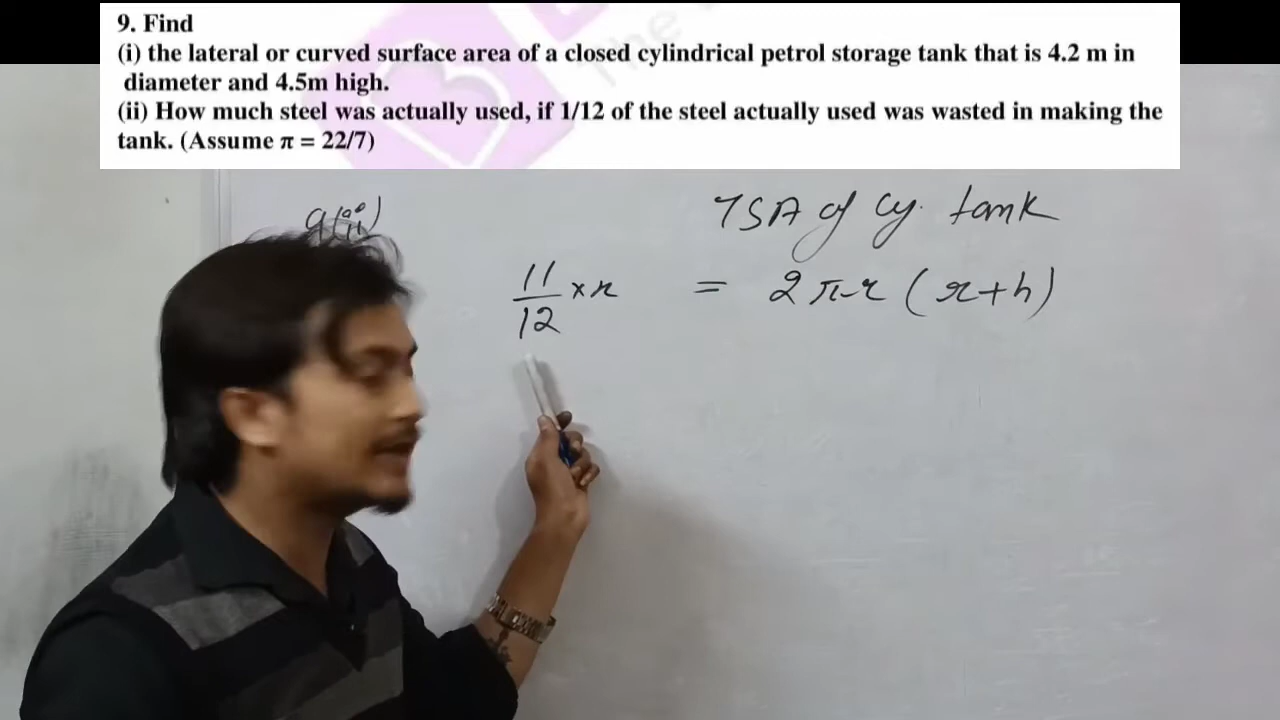 9. Find
(i) the lateral or curved surface area of a closed cylindrical petrol storage tank that is 4.2 m in
diameter and 4.5m high.
(ii) How much steel was actually used, if 1/12 of the steel actually used was wasted in making the
tank. (Assume π = 22/7)
9(ii)
TSA of cy. tank
11/12 × x = 2πr (r+h)